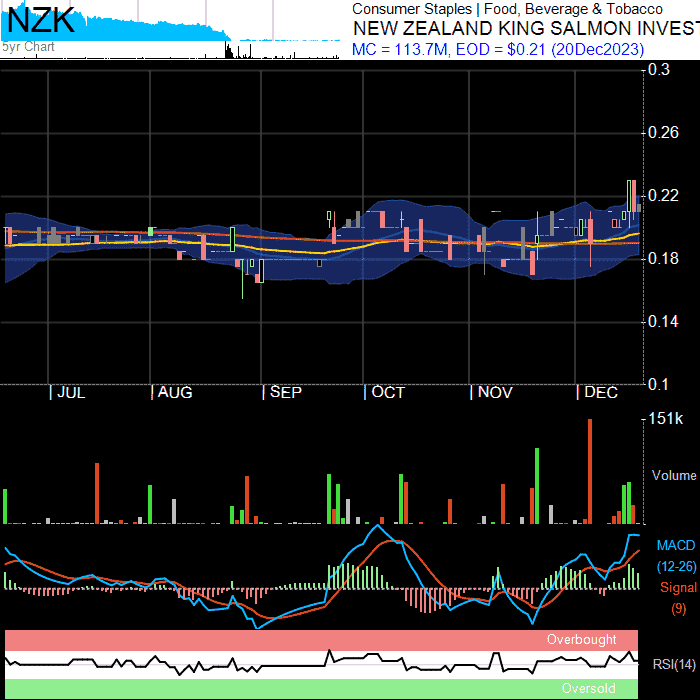 NZK
5yr Chart
Consumer Staples | Food, Beverage & Tobacco
NEW ZEALAND KING SALMON INVEST
MC = 113.7M, EOD = $0.21 (20Dec2023)
0.3
0.26
0.22
0.18
0.14
0.1
| JUL | AUG | SEP | OCT | NOV | DEC
151k
Volume
MACD
(12-26)
Signal
(9)
Overbought
RSI(14)
Oversold